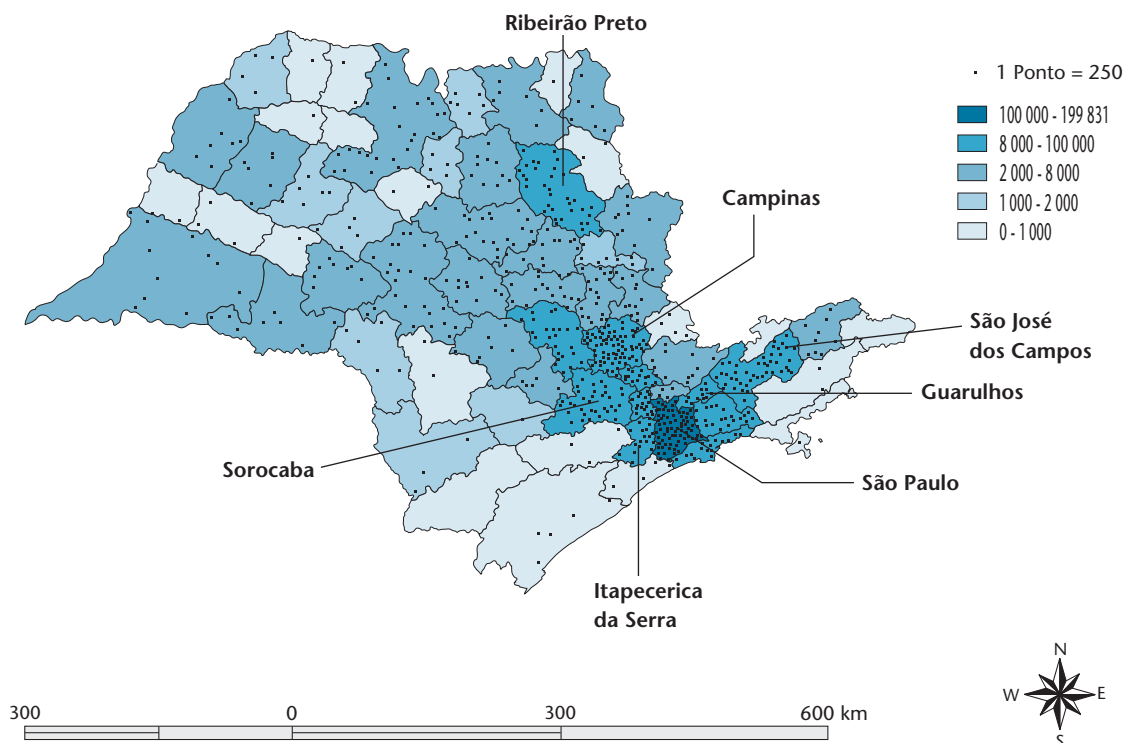 Ribeirão Preto
1 Ponto = 250
100 000 - 199 831
8 000 - 100 000
2 000 - 8 000
1 000 - 2 000
0 - 1 000
Campinas
São José
dos Campos
Guarulhos
Sorocaba
São Paulo
Itapecerica
da Serra
N
W E
S
300 0 300 600 km